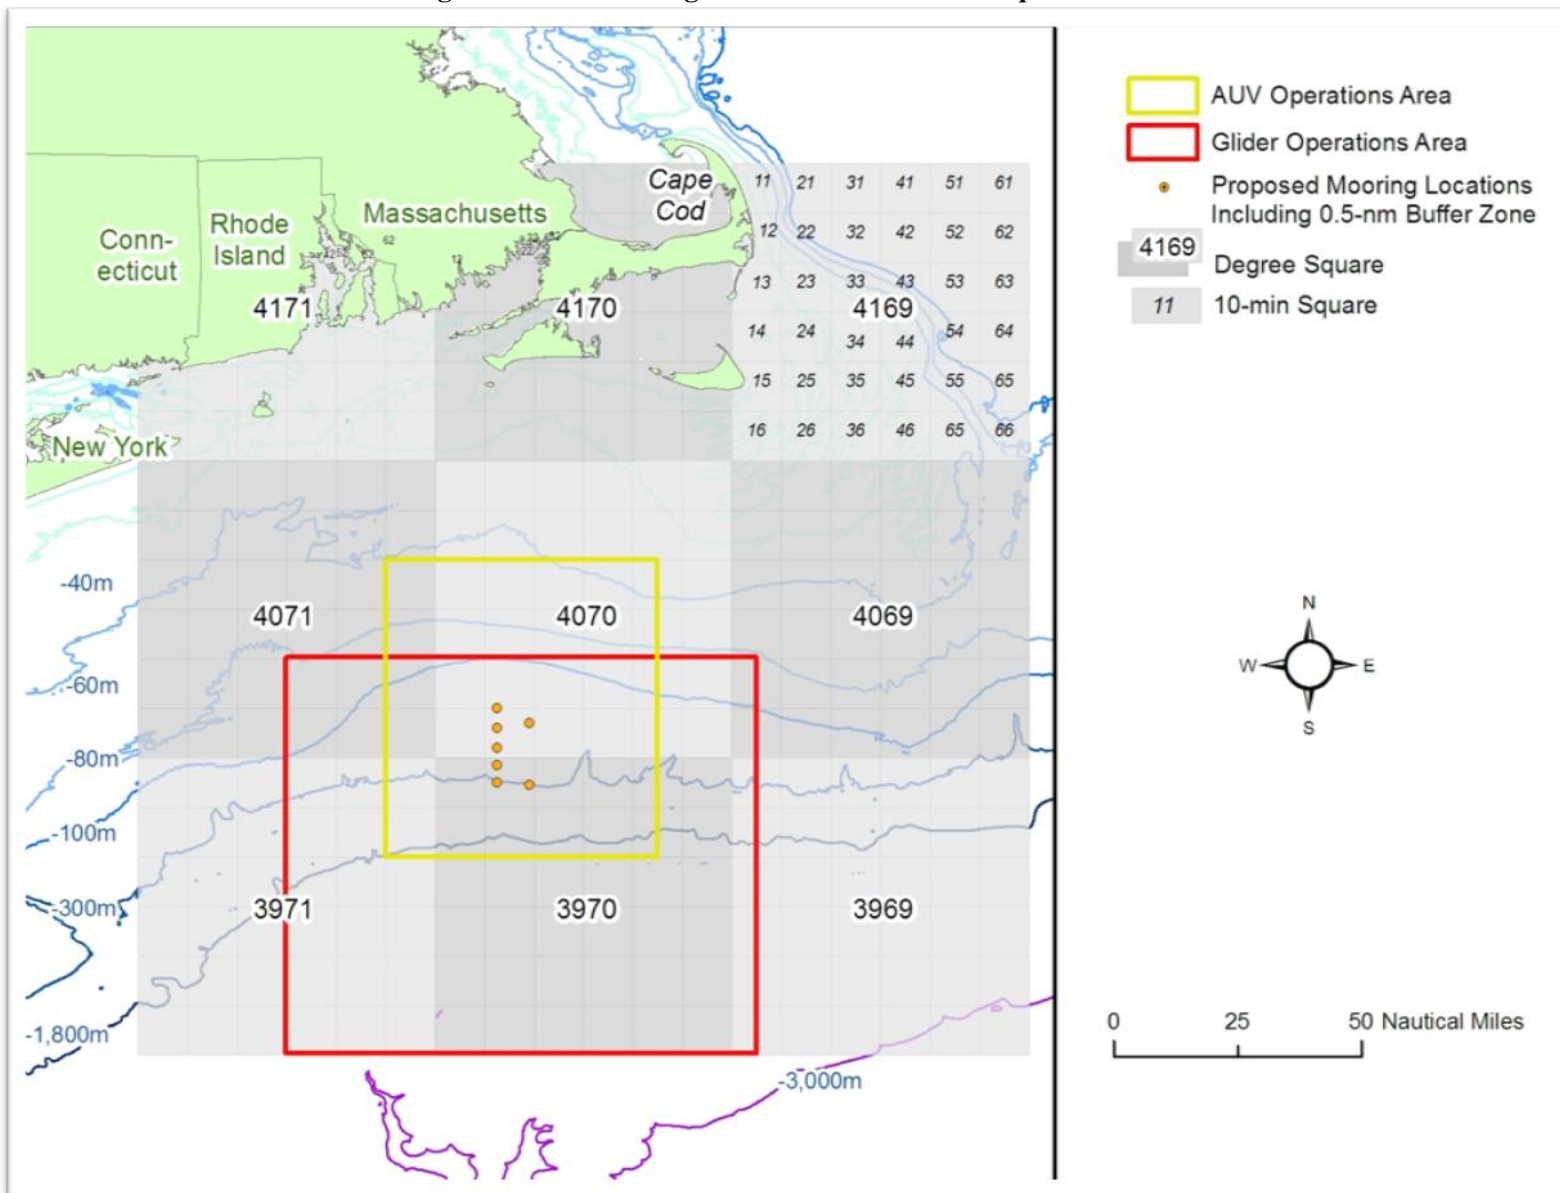 AUV Operations Area
Glider Operations Area
Proposed Mooring Locations
Including 0.5-nm Buffer Zone
4169
Degree Square
11
10-min Square
Cape
Cod
Massachusetts
Rhode
Island
Conn-
ecticut
New York
62
12
11 21 31 41 51 61
12 22 32 42 52 62
13 23 33 43 53 63
4171 4170 4169
14 24 34 44 54 64
15 25 35 45 55 65
16 26 36 46 65 66
-40m
4071 4070 4069
-60m
-80m
-100m
-300m
3971 3970 3969
-1,800m
-3,000m
N
W E
S
0 25 50 Nautical Miles